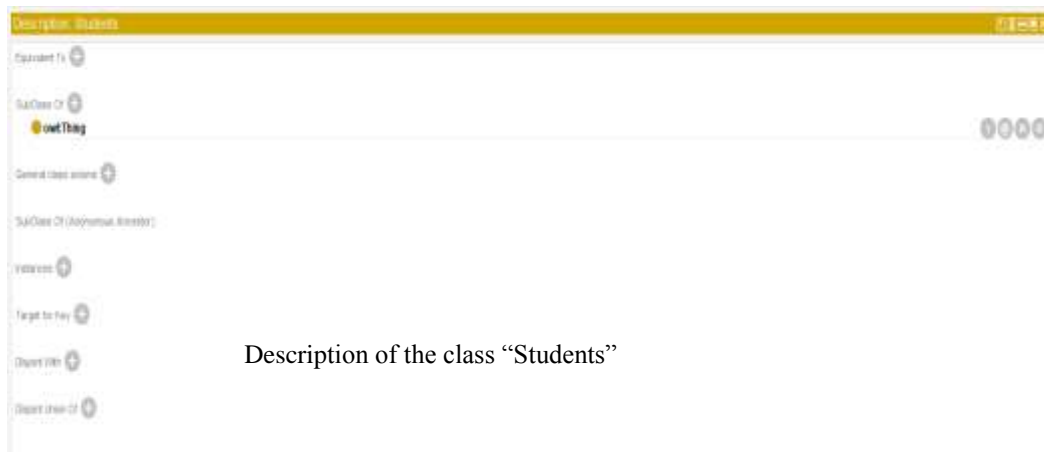 Description: Students
Equivalent To
SubClass Of
owl:Thing
General class axioms
SubClass Of (Anonymous Ancestor)
Instances
Target for Key
Disjoint With
Disjoint Union Of
Description of the class “Students”